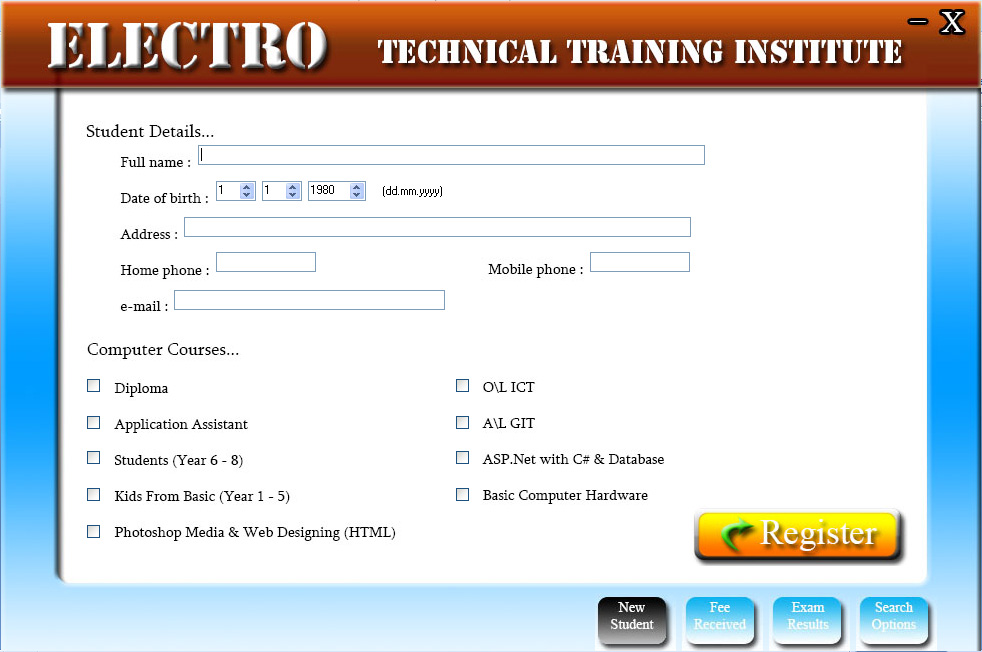 ELECTRO TECHNICAL TRAINING INSTITUTE
– X
Student Details...
Full name :
Date of birth : 1 1 1980 (dd.mm.yyyy)
Address :
Home phone : Mobile phone :
e-mail :
Computer Courses...
Diploma O\L ICT
Application Assistant A\L GIT
Students (Year 6 - 8) ASP.Net with C# & Database
Kids From Basic (Year 1 - 5) Basic Computer Hardware
Photoshop Media & Web Designing (HTML)
Register
New Fee Exam Search
Student Received Results Options